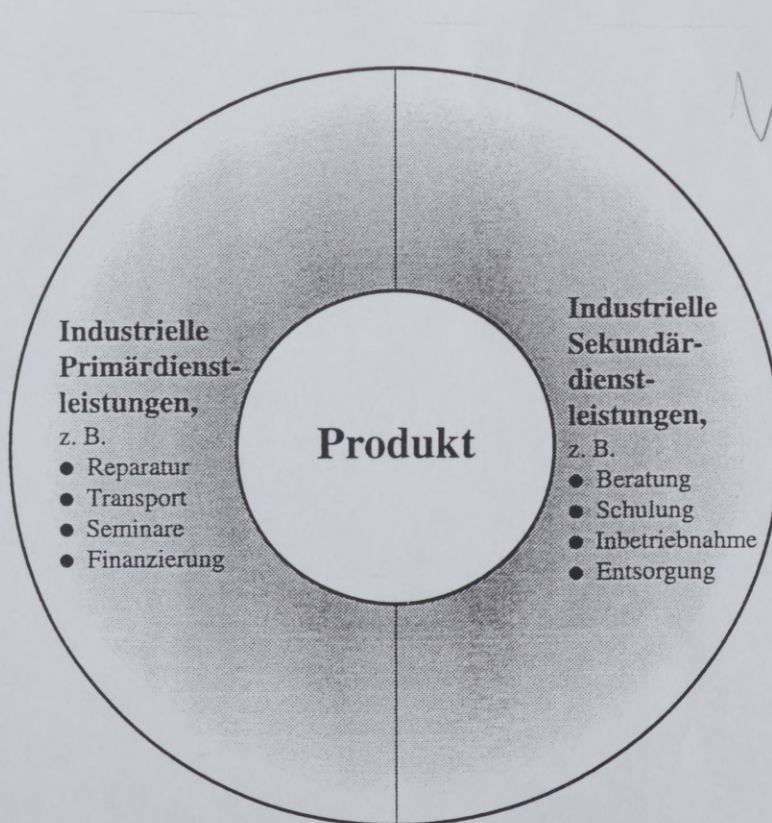 Industrielle
Primärdienst-
leistungen,
z. B.
● Reparatur
● Transport
● Seminare
● Finanzierung
Produkt
Industrielle
Sekundär-
dienst-
leistungen,
z. B.
● Beratung
● Schulung
● Inbetriebnahme
● Entsorgung